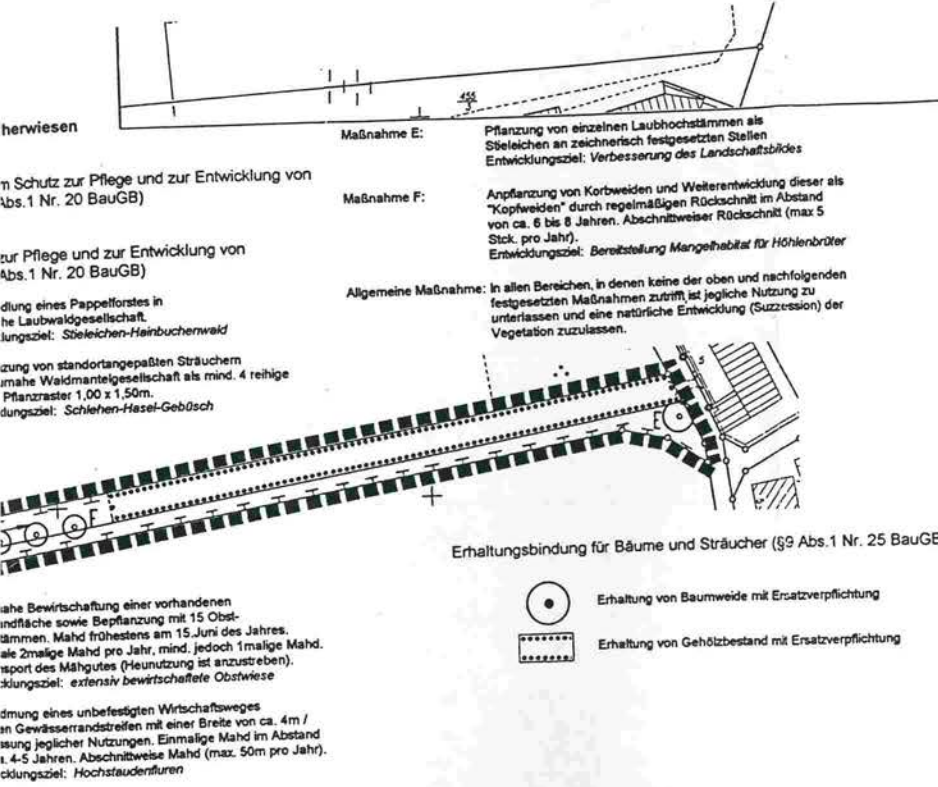 455
3
herwiesen
m Schutz zur Pflege und zur Entwicklung von
Abs.1 Nr. 20 BauGB)
zur Pflege und zur Entwicklung von
Abs.1 Nr. 20 BauGB)
dlung eines Pappelforstes in
he Laubwaldgesellschaft.
lungsziel: Stieleichen-Hainbuchenwald
zung von standortangepaßten Sträuchern
urnahe Waldmantelgesellschaft als mind. 4 reihige
Pflanzraster 1,00 x 1,50m.
dungsziel: Schlehen-Hasel-Gebüsch
Maßnahme E: Pflanzung von einzelnen Laubhochstämmen als
Stieleichen an zeichnerisch festgesetzten Stellen
Entwicklungsziel: Verbesserung des Landschaftsbildes
Maßnahme F: Anpflanzung von Korbweiden und Weiterentwicklung dieser als
"Kopfweiden" durch regelmäßigen Rückschnitt im Abstand
von ca. 6 bis 8 Jahren. Abschnittweiser Rückschnitt (max 5
Stck. pro Jahr).
Entwicklungsziel: Bereitstellung Mangelhabitat für Höhlenbrüter
Allgemeine Maßnahme: In allen Bereichen, in denen keine der oben und nachfolgenden
festgesetzten Maßnahmen zutrifft, ist jegliche Nutzung zu
unterlassen und eine natürliche Entwicklung (Suzzession) der
Vegetation zuzulassen.
5
E
F
Erhaltungsbindung für Bäume und Sträucher (§9 Abs.1 Nr. 25 BauGB
Erhaltung von Baumweide mit Ersatzverpflichtung
Erhaltung von Gehölzbestand mit Ersatzverpflichtung
ahe Bewirtschaftung einer vorhandenen
andfläche sowie Bepflanzung mit 15 Obst-
tämmen. Mahd frühestens am 15.Juni des Jahres.
ale 2malige Mahd pro Jahr, mind. jedoch 1malige Mahd.
nsport des Mähgutes (Heunutzung ist anzustreben).
cklungsziel: extensiv bewirtschaftete Obstwiese
dmung eines unbefestigten Wirtschaftsweges
en Gewässerrandstreifen mit einer Breite von ca. 4m /
ssung jeglicher Nutzungen. Einmalige Mahd im Abstand
a. 4-5 Jahren. Abschnittweise Mahd (max. 50m pro Jahr).
cklungsziel: Hochstaudenfluren